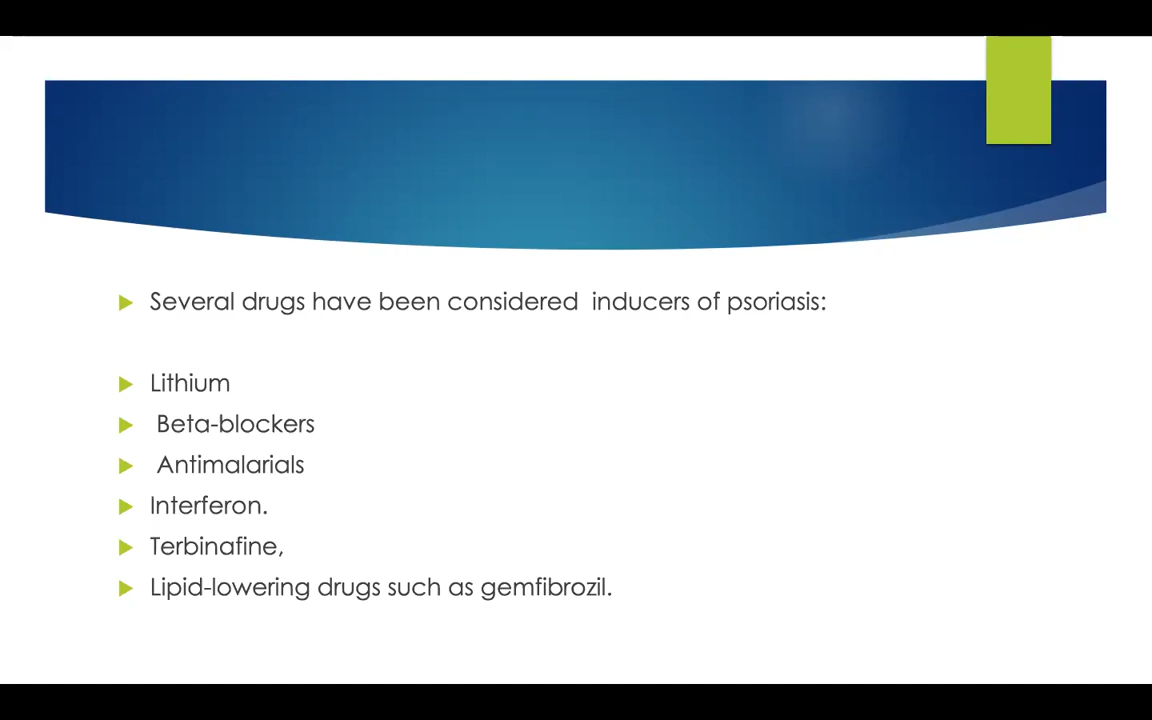 Several drugs have been considered  inducers of psoriasis:
Lithium
Beta-blockers
Antimalarials
Interferon.
Terbinafine,
Lipid-lowering drugs such as gemfibrozil.